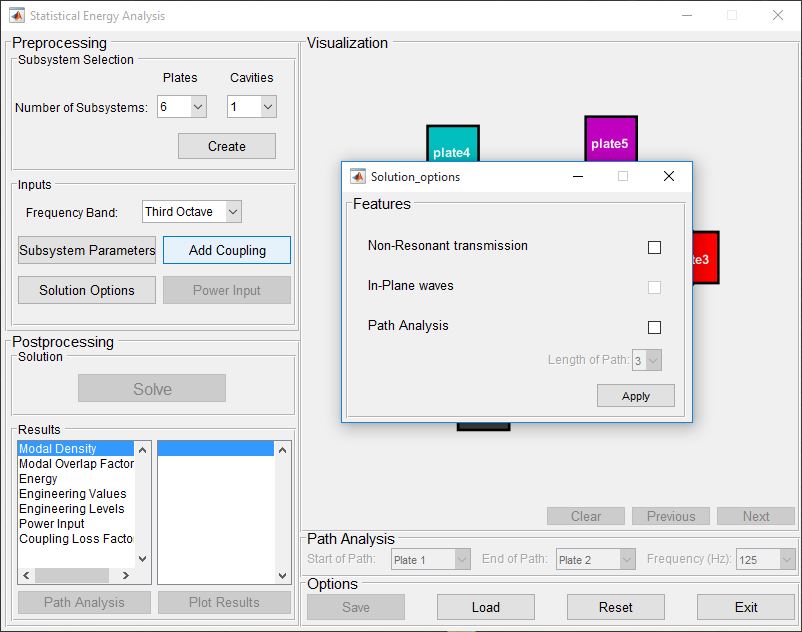 Statistical Energy Analysis
Preprocessing
Subsystem Selection
Plates Cavities
Number of Subsystems: 6 1
Create
Inputs
Frequency Band: Third Octave
Subsystem Parameters Add Coupling
Solution Options Power Input
Postprocessing
Solution
Solve
Results
Modal Density
Modal Overlap Factor
Energy
Engineering Values
Engineering Levels
Power Input
Coupling Loss Facto
Path Analysis Plot Results
Visualization
plate4 plate5
te3
Solution_options
Features
Non-Resonant transmission
In-Plane waves
Path Analysis
Length of Path: 3
Apply
Clear Previous Next
Path Analysis
Start of Path: Plate 1 End of Path: Plate 2 Frequency (Hz): 125
Options
Save Load Reset Exit